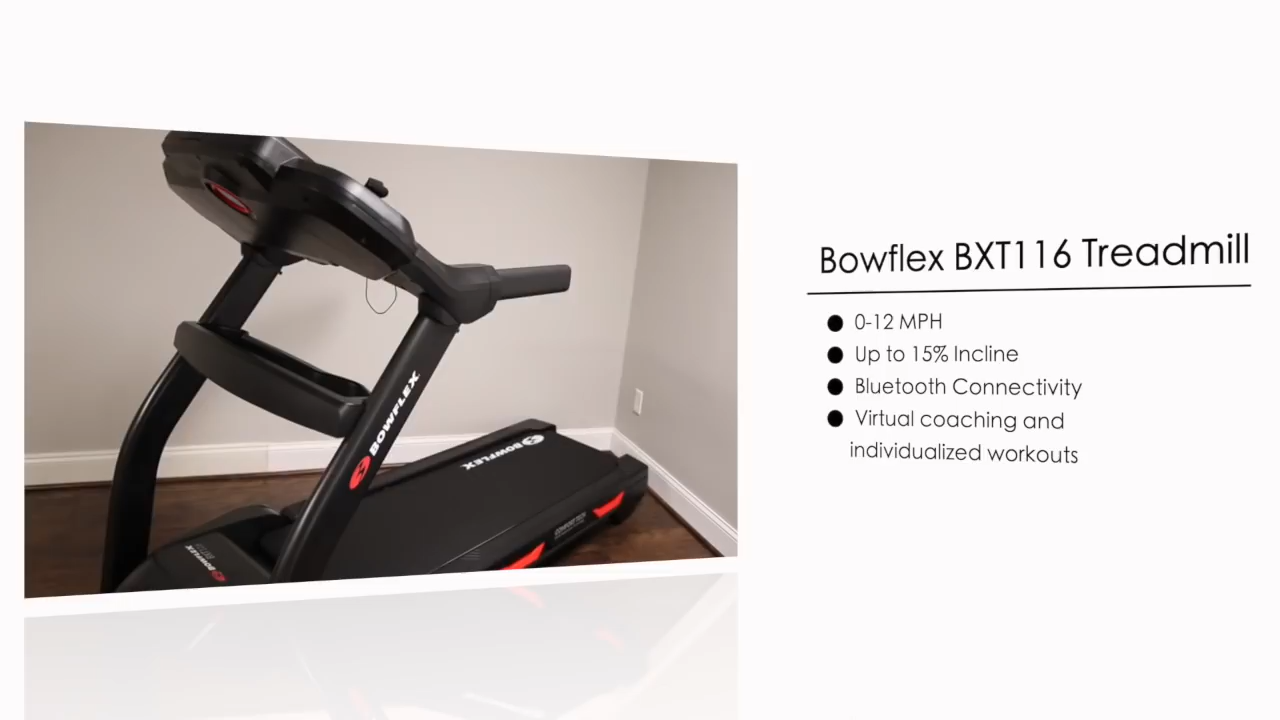 Bowflex BXT116 Treadmill
0-12 MPH
Up to 15% Incline
Bluetooth Connectivity
Virtual coaching and
individualized workouts
BOWFLEX
BOWFLEX
BOWFLEX